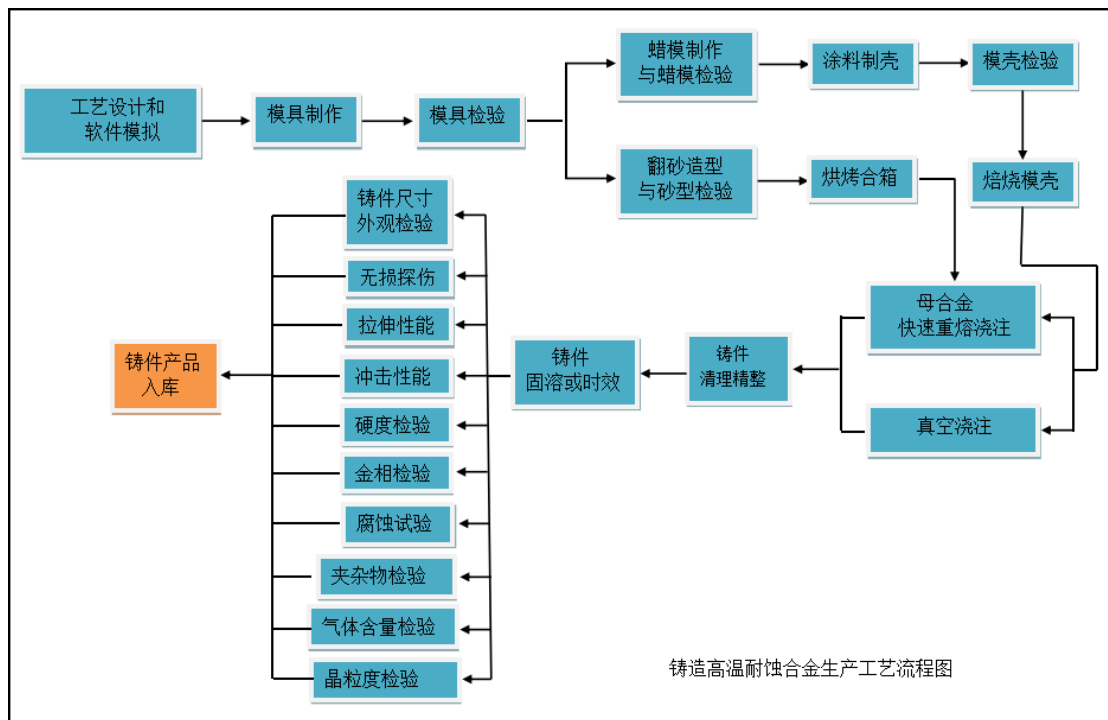 工艺设计和
软件模拟
模具制作
模具检验
蜡模制作
与蜡模检验
涂料制壳
模壳检验
翻砂造型
与砂型检验
烘烤合箱
焙烧模壳
母合金
快速重熔浇注
真空浇注
铸件
清理精整
铸件
固溶或时效
铸件尺寸
外观检验
无损探伤
拉伸性能
冲击性能
硬度检验
金相检验
腐蚀试验
夹杂物检验
气体含量检验
晶粒度检验
铸件产品
入库
铸造高温耐蚀合金生产工艺流程图